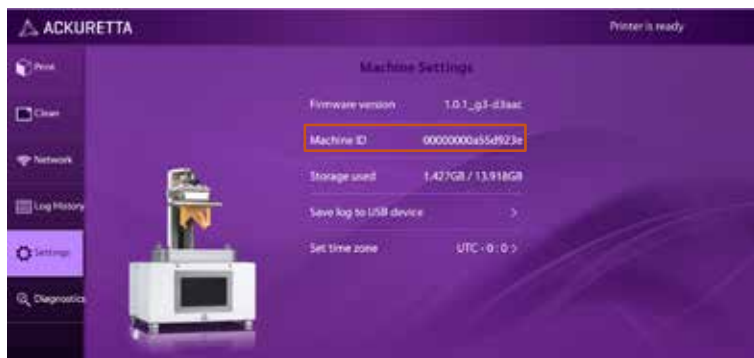 ACKURETTA
Printer is ready
Print
Clean
Network
Log History
Settings
Diagnostics
Machine Settings
Firmware version 1.0.1_g3-d3aac
Machine ID 00000000a55d923e
Storage used 1.427GB / 13.918GB
Save log to USB device >
Set time zone UTC - 0 : 0 >